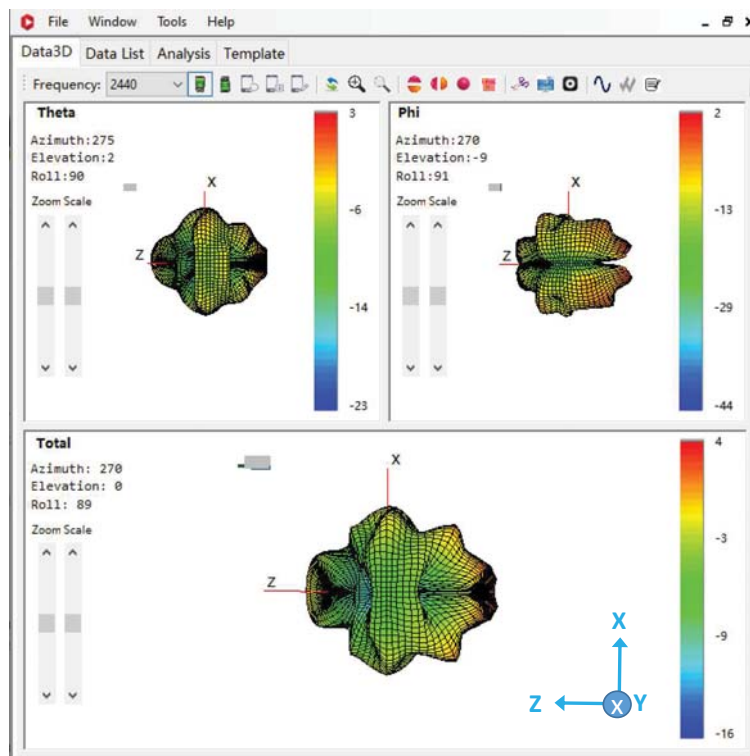 File Window Tools Help
Data3D Data List Analysis Template
Frequency: 2440
Theta
Azimuth:275
Elevation:2
Roll:90
Zoom Scale
X
Z
3
-6
-14
-23
Phi
Azimuth:270
Elevation:-9
Roll:91
Zoom Scale
X
Z
2
-13
-29
-44
Total
Azimuth: 270
Elevation: 0
Roll: 89
Zoom Scale
X
Z
4
-3
-9
-16
X
Z X Y